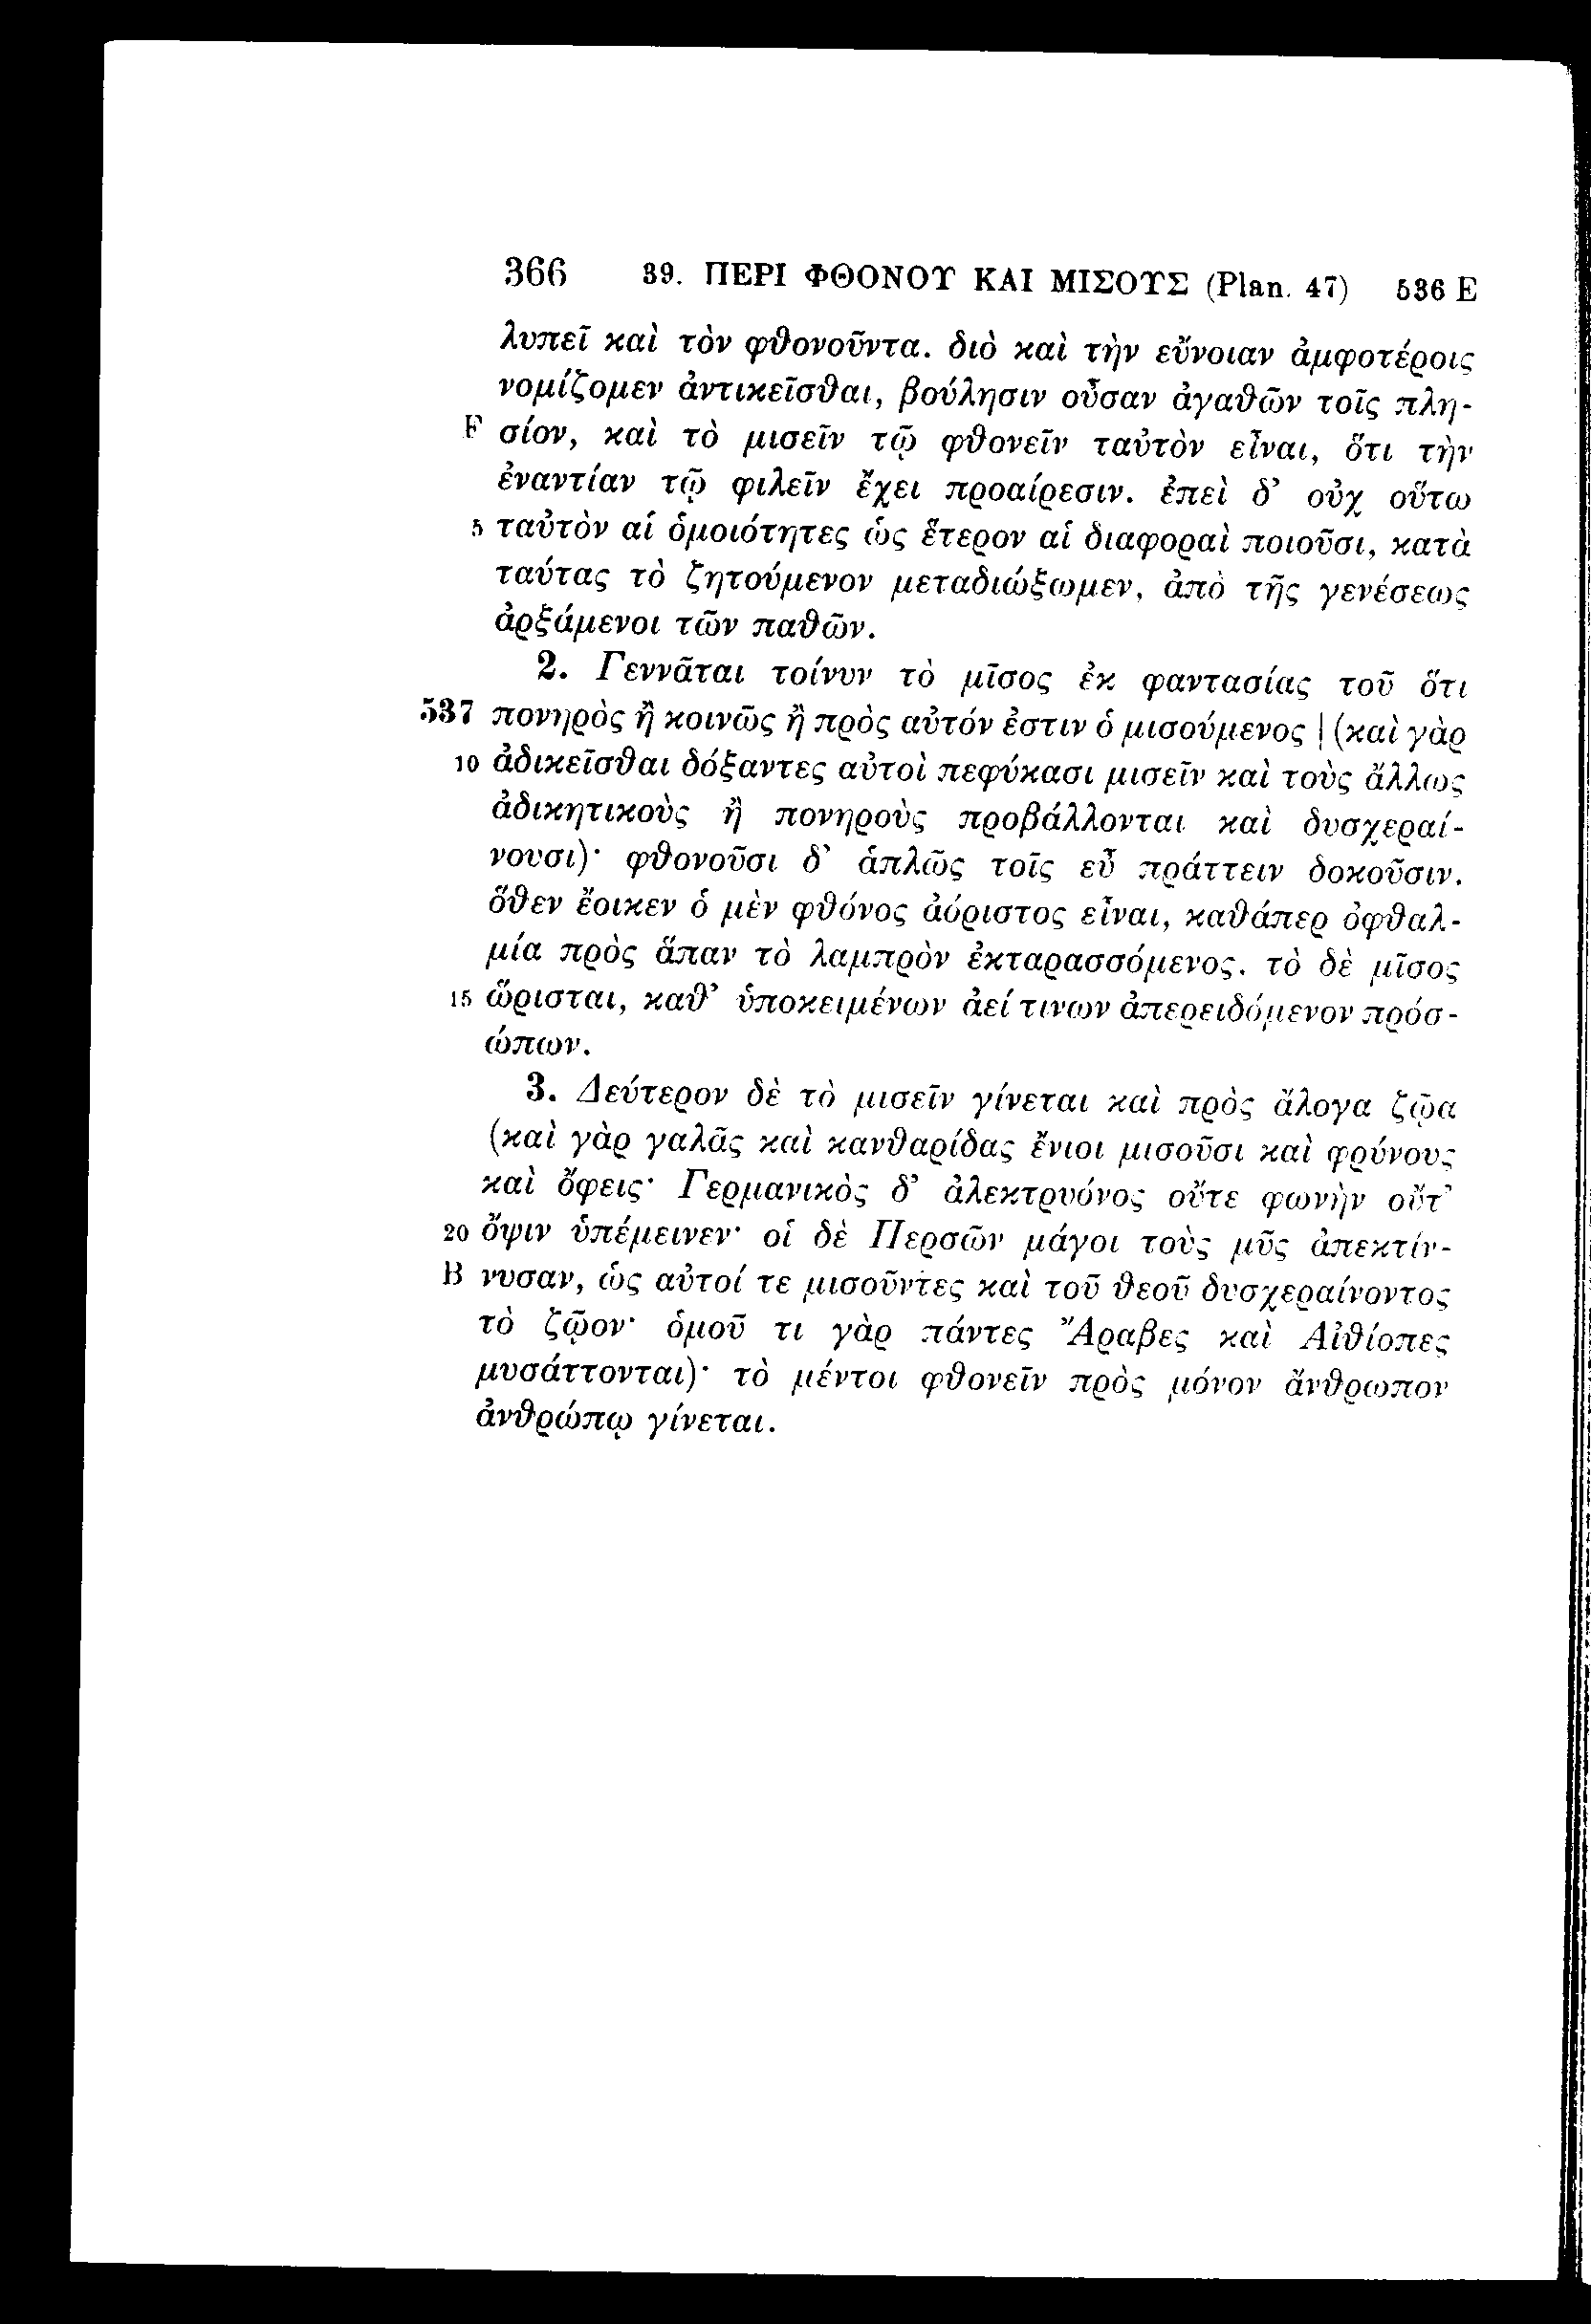 366 39. ΠΕΡΙ ΦΘΟΝΟΥ ΚΑΙ ΜΙΣΟΥΣ (Plan. 47) 536 E
λυπεῖ καὶ τὸν φθονοῦντα. διὸ καὶ τὴν εὔνοιαν ἀμφοτέροις
νομίζομεν ἀντικεῖσθαι, βούλησιν οὖσαν ἀγαθῶν τοῖς πλη-
F σίον, καὶ τὸ μισεῖν τῷ φθονεῖν ταὐτὸν εἶναι, ὅτι τὴν
ἐναντίαν τῷ φιλεῖν ἔχει προαίρεσιν. ἐπεὶ δ’ οὐχ οὕτω
5 ταὐτὸν αἱ ὁμοιότητες ὡς ἕτερον αἱ διαφοραὶ ποιοῦσι, κατὰ
ταύτας τὸ ζητούμενον μεταδιώξωμεν, ἀπὸ τῆς γενέσεως
ἀρξάμενοι τῶν παθῶν.
2. Γεννᾶται τοίνυν τὸ μῖσος ἐκ φαντασίας τοῦ ὅτι
537 πονηρὸς ἢ κοινῶς ἢ πρὸς αὐτόν ἐστιν ὁ μισούμενος | (καὶ γὰρ
10 ἀδικεῖσθαι δόξαντες αὐτοὶ πεφύκασι μισεῖν καὶ τοὺς ἄλλως
ἀδικητικοὺς ἢ πονηροὺς προβάλλονται καὶ δυσχεραί-
νουσι)· φθονοῦσι δ’ ἁπλῶς τοῖς εὖ πράττειν δοκοῦσιν.
ὅθεν ἔοικεν ὁ μὲν φθόνος ἀόριστος εἶναι, καθάπερ ὀφθαλ-
μία πρὸς ἅπαν τὸ λαμπρὸν ἐκταρασσόμενος, τὸ δὲ μῖσος
15 ὥρισται, καθ’ ὑποκειμένων ἀεί τινων ἀπερειδόμενον πρόσ-
ώπων.
3. Δεύτερον δὲ τὸ μισεῖν γίνεται καὶ πρὸς ἄλογα ζῷα
(καὶ γὰρ γαλᾶς καὶ κανθαρίδας ἔνιοι μισοῦσι καὶ φρύνους
καὶ ὄφεις· Γερμανικὸς δ’ ἀλεκτρυόνος οὔτε φωνὴν οὔτ’
20 ὄψιν ὑπέμεινεν· οἱ δὲ Περσῶν μάγοι τοὺς μῦς ἀπεκτίν-
B νυσαν, ὡς αὐτοί τε μισοῦντες καὶ τοῦ θεοῦ δυσχεραίνοντος
τὸ ζῷον· ὁμοῦ τι γὰρ πάντες Ἄραβες καὶ Αἰθίοπες
μυσάττονται)· τὸ μέντοι φθονεῖν πρὸς μόνον ἄνθρωπον
ἀνθρώπῳ γίνεται.